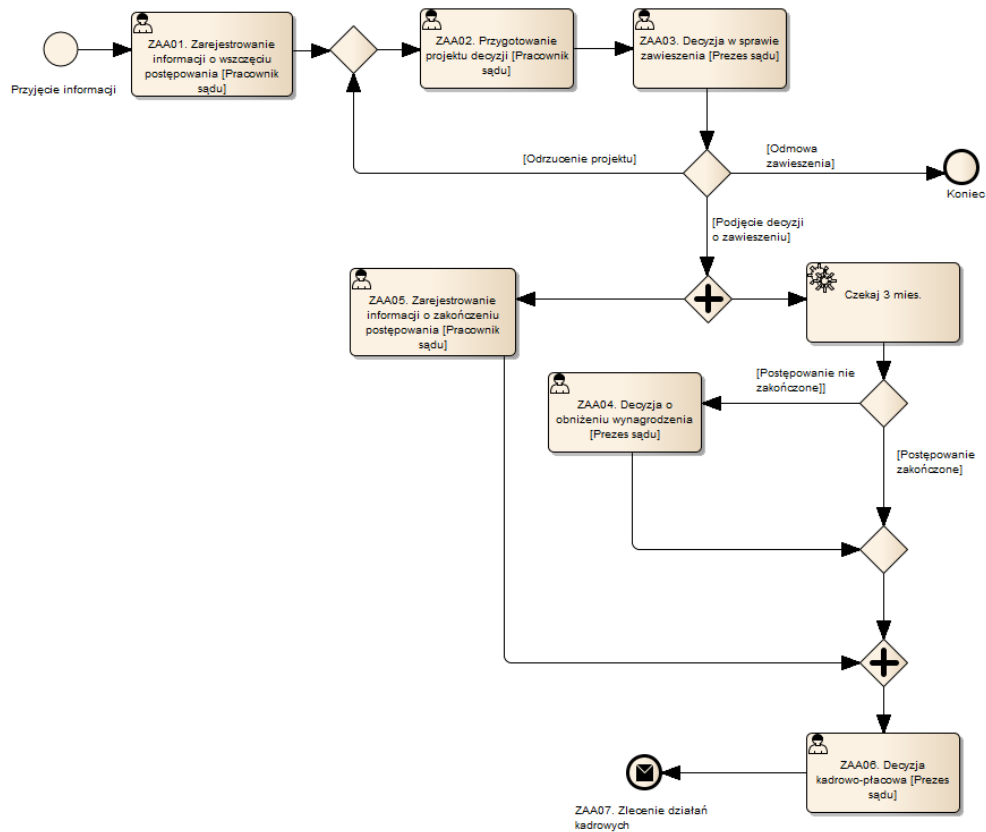 ZAA01. Zarejestrowanie
informacji o wszczęciu
postępowania [Pracownik
sądu]
Przyjęcie informacji
ZAA02. Przygotowanie
projektu decyzji [Pracownik
sądu]
ZAA03. Decyzja w sprawie
zawieszenia [Prezes sądu]
[Odrzucenie projektu]
[Odmowa
zawieszenia]
Koniec
[Podjęcie decyzji
o zawieszeniu]
ZAA05. Zarejestrowanie
informacji o zakończeniu
postępowania [Pracownik
sądu]
Czekaj 3 mies.
[Postępowanie nie
zakończone]]
ZAA04. Decyzja o
obniżeniu wynagrodzenia
[Prezes sądu]
[Postępowanie
zakończone]
ZAA06. Decyzja
kadrowo-płacowa [Prezes
sądu]
ZAA07. Zlecenie działań
kadrowych